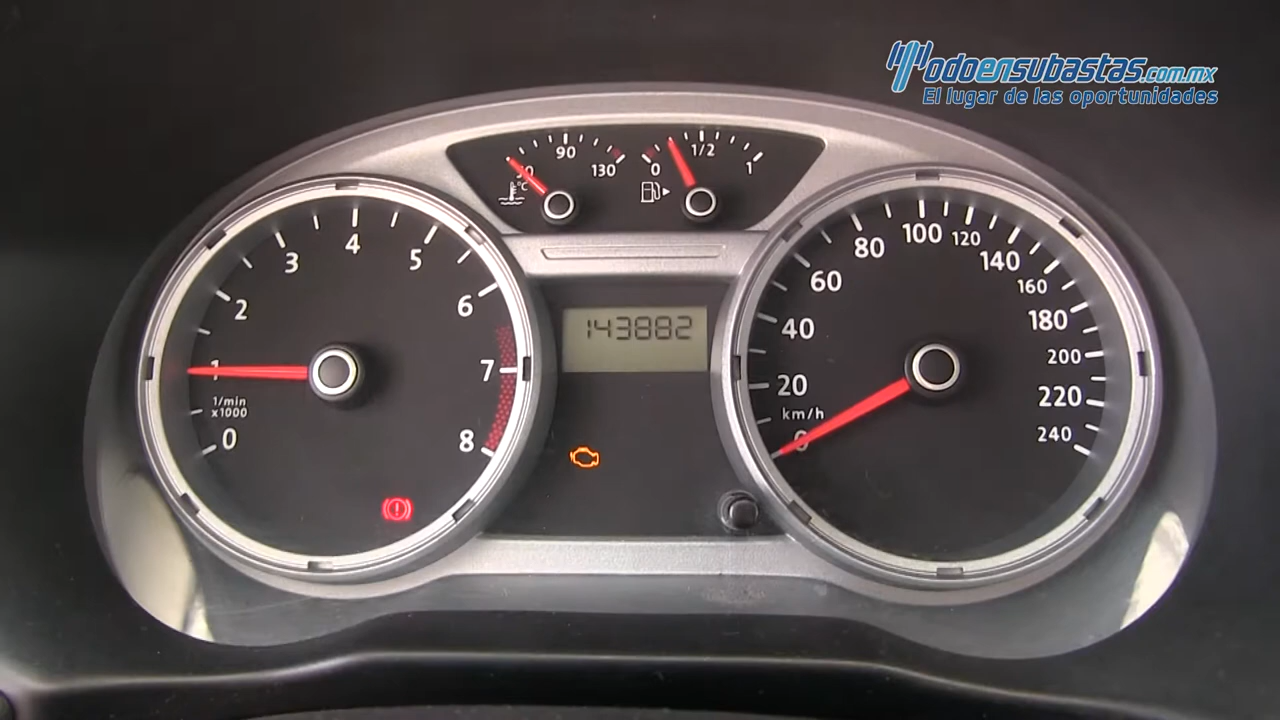 Todoensubastas.com.mx
El lugar de las oportunidades
50 90 130
°C
0 1/2 1
0 1 2 3 4 5 6 7 8
1/min
x1000
143882
0 20 40 60 80 100 120 140 160 180 200 220 240
km/h